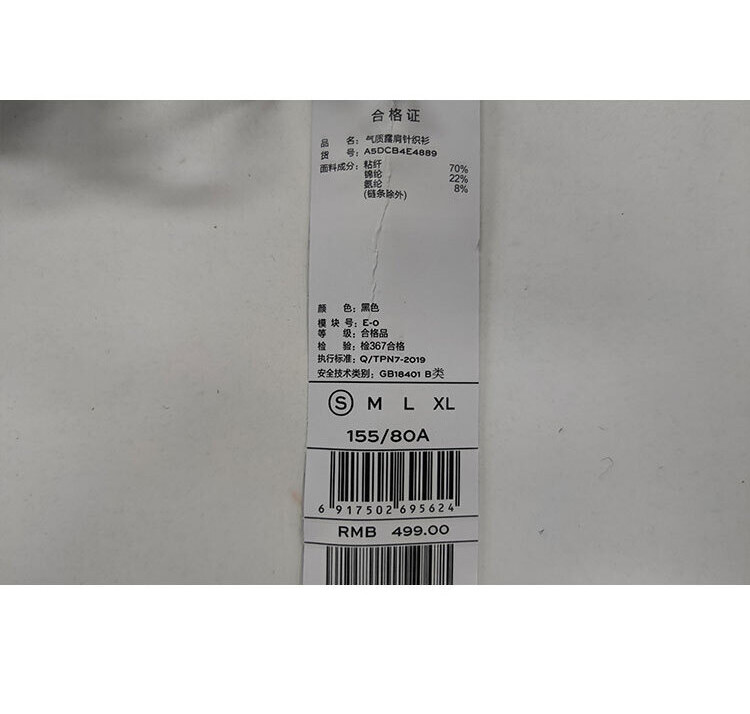 合格证
品 名：气质露肩针织衫
货 号：A5DCB4E4889
面料成分：粘纤 70%
锦纶 22%
氨纶 8%
(链条除外)
颜 色：黑色
模块号：E-0
等 级：合格品
检 验：检367合格
执行标准：Q/TPN7-2019
安全技术类别：GB18401 B类
S M L XL
155/80A
6 917502 695624
RMB 499.00